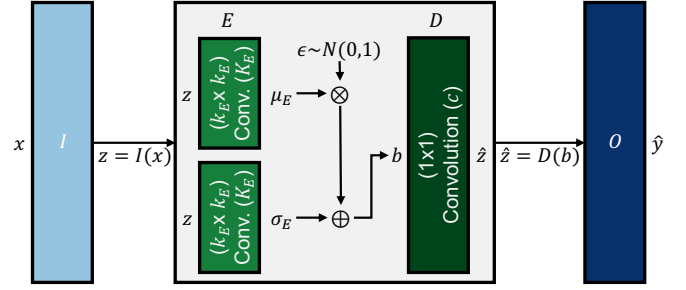 E
D
ϵ~N(0,1)
z
(k_E x k_E)
Conv. (K_E)
μ_E
⊗
x
I
z = I(x)
b
(1x1)
Convolution (c)
ẑ
ẑ = D(b)
O
ŷ
z
(k_E x k_E)
Conv. (K_E)
σ_E
⊕